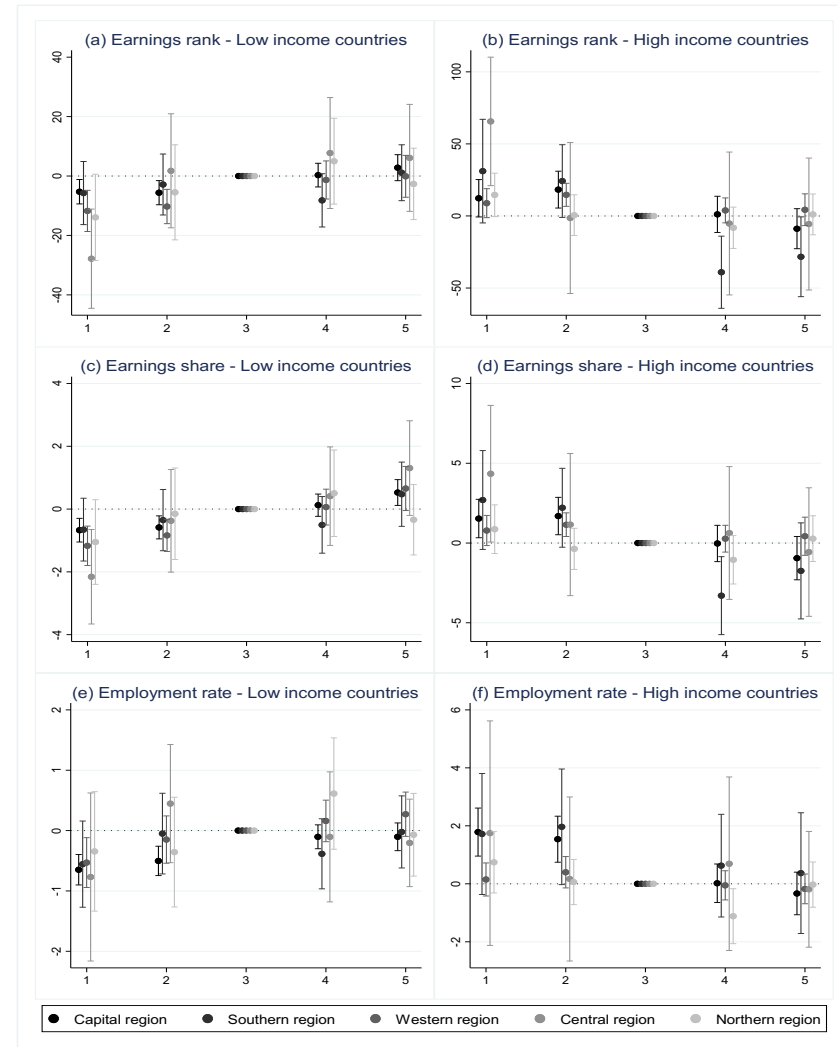 (a) Earnings rank - Low income countries
40
20
0
-20
-40
1 2 3 4 5
(b) Earnings rank - High income countries
100
50
0
-50
1 2 3 4 5
(c) Earnings share - Low income countries
4
2
0
-2
-4
1 2 3 4 5
(d) Earnings share - High income countries
10
5
0
-5
1 2 3 4 5
(e) Employment rate - Low income countries
2
1
0
-1
-2
1 2 3 4 5
(f) Employment rate - High income countries
6
4
2
0
-2
1 2 3 4 5
Capital region Southern region Western region Central region Northern region